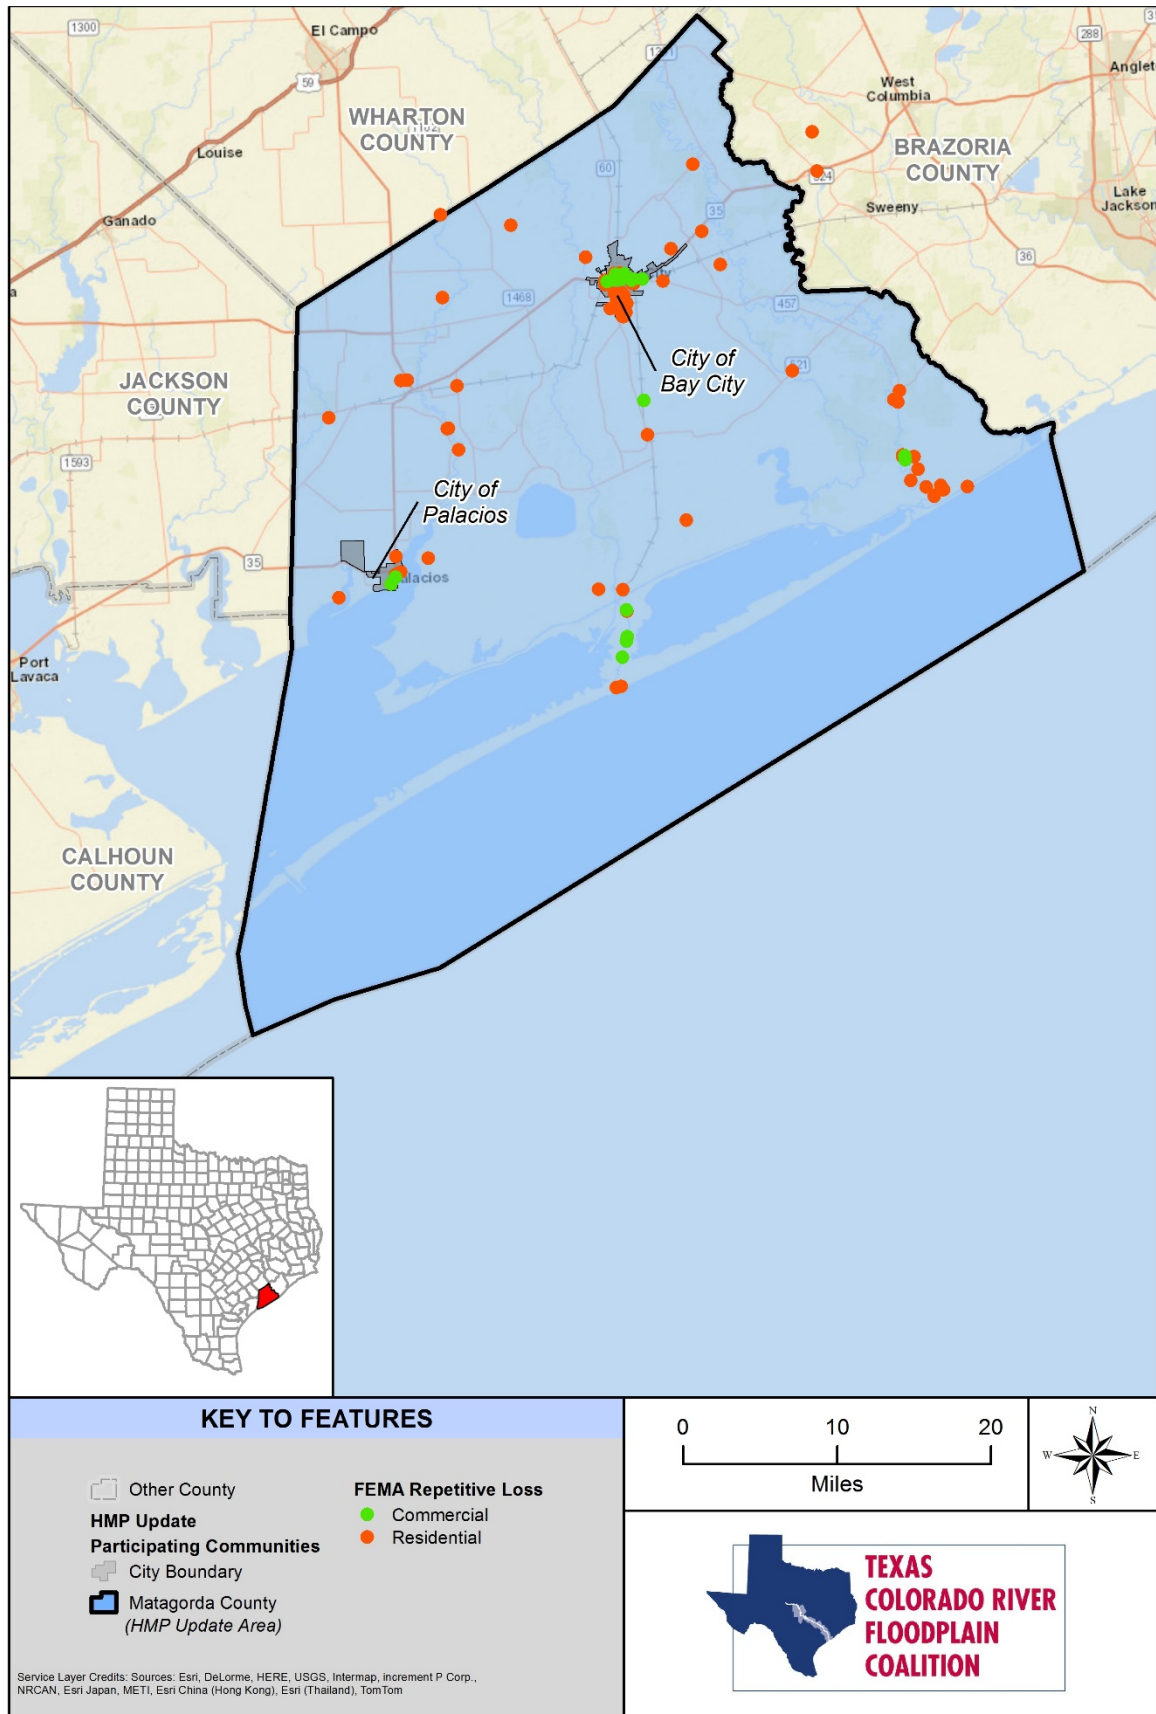 1300
El Campo
59
WHARTON
COUNTY
1162
Louise
Ganado
1301
60
35
288
Anglet
West
Columbia
BRAZORIA
COUNTY
524
Sweeny
Lake
Jackson
36
1468
457
521
City of
Bay City
JACKSON
COUNTY
1593
City of
Palacios
35
alacios
Port
Lavaca
CALHOUN
COUNTY
KEY TO FEATURES
Other County
HMP Update
Participating Communities
City Boundary
Matagorda County
(HMP Update Area)
FEMA Repetitive Loss
Commercial
Residential
Service Layer Credits: Sources: Esri, DeLorme, HERE, USGS, Intermap, increment P Corp.,
NRCAN, Esri Japan, METI, Esri China (Hong Kong), Esri (Thailand), TomTom
0 10 20
Miles
N
W E
S
TEXAS
COLORADO RIVER
FLOODPLAIN
COALITION